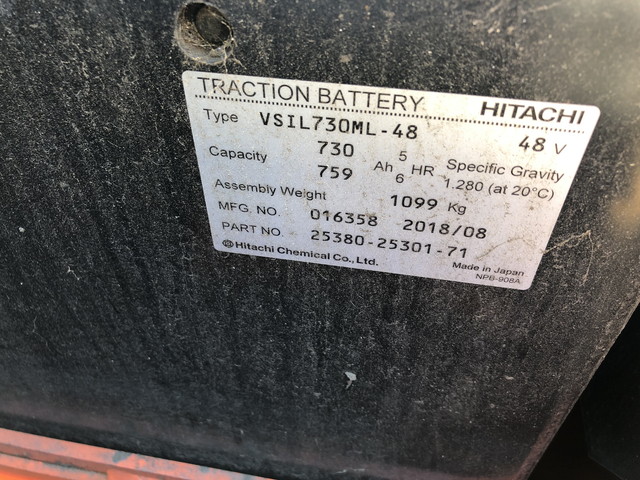 TRACTION BATTERY HITACHI
Type VSIL730ML-48 48 V
Capacity 730 Ah 5 HR Specific Gravity
759 6 1.280 (at 20°C)
Assembly Weight 1099 Kg
MFG. NO. 016358 2018/08
PART NO. 25380-25301-71
Hitachi Chemical Co., Ltd. Made in Japan
NPB-908A